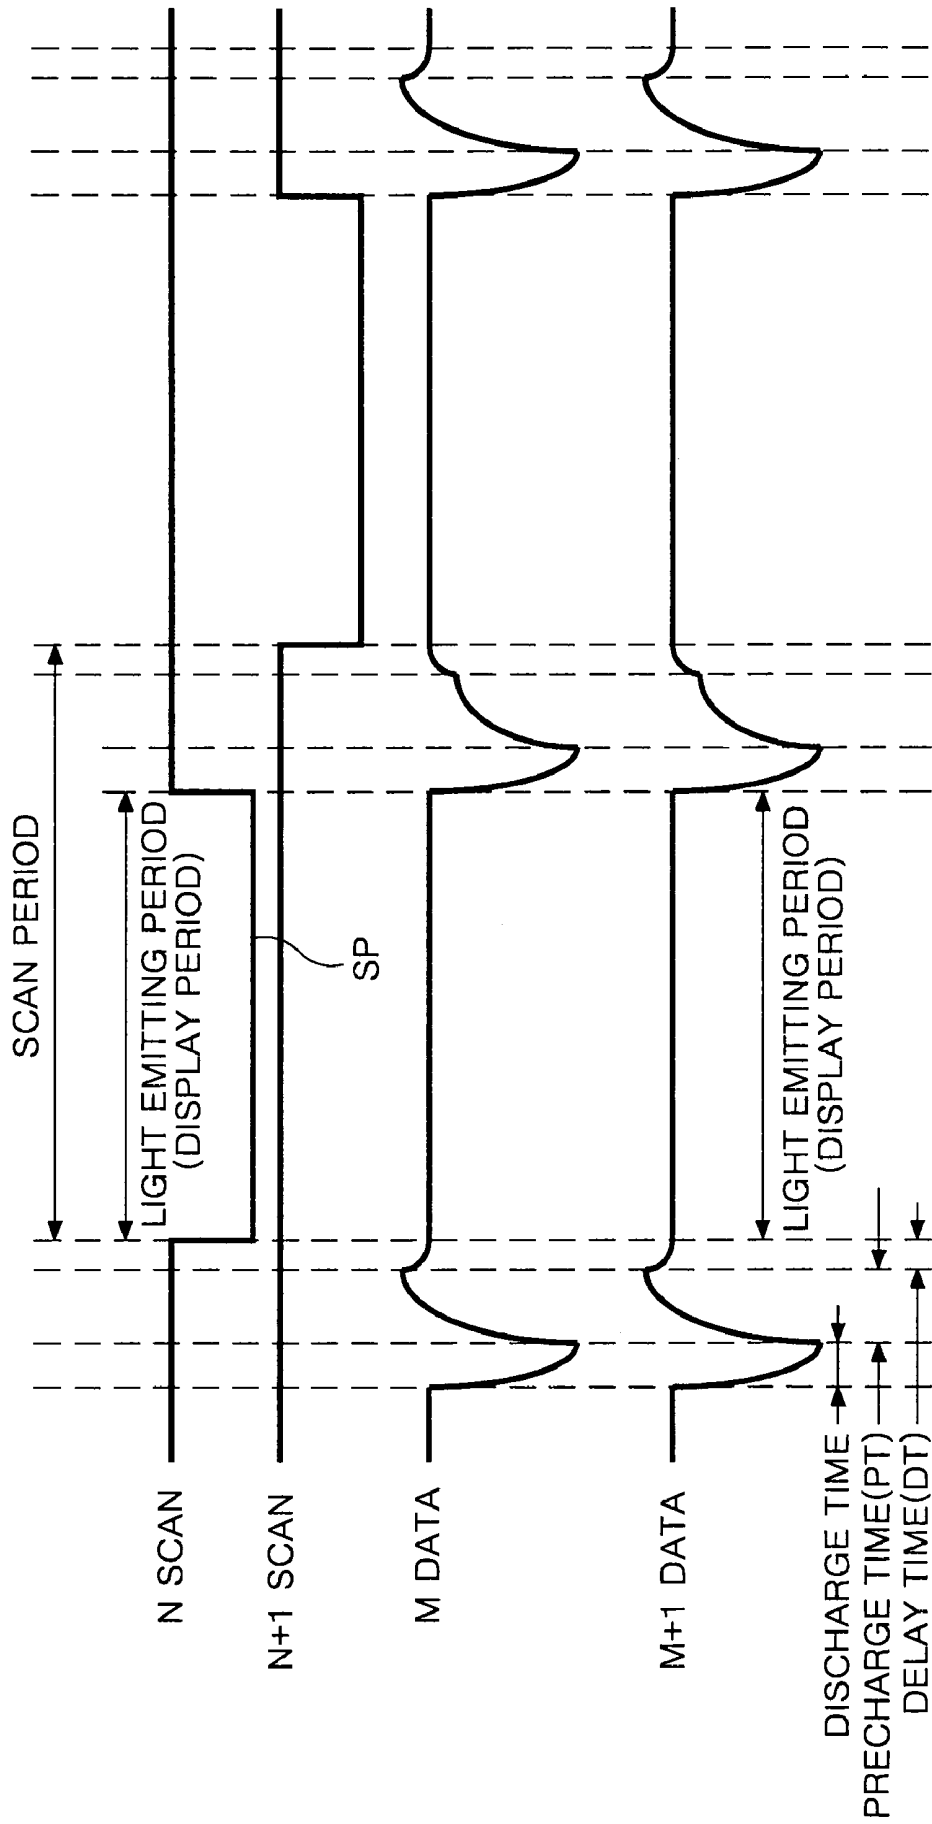 SCAN PERIOD
LIGHT EMITTING PERIOD
(DISPLAY PERIOD)
N SCAN
SP
N+1 SCAN
M DATA
M+1 DATA
LIGHT EMITTING PERIOD
(DISPLAY PERIOD)
DISCHARGE TIME
PRECHARGE TIME(PT)
DELAY TIME(DT)